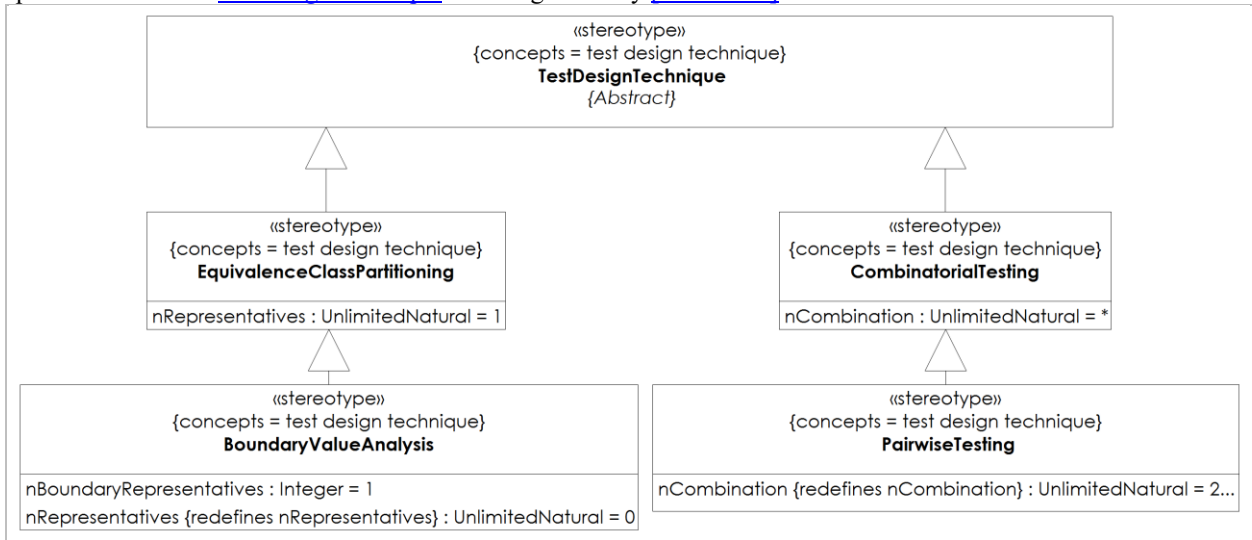 «stereotype»
{concepts = test design technique}
TestDesignTechnique
{Abstract}
«stereotype»
{concepts = test design technique}
EquivalenceClassPartitioning
nRepresentatives : UnlimitedNatural = 1
«stereotype»
{concepts = test design technique}
CombinatorialTesting
nCombination : UnlimitedNatural = *
«stereotype»
{concepts = test design technique}
BoundaryValueAnalysis
nBoundaryRepresentatives : Integer = 1
nRepresentatives {redefines nRepresentatives} : UnlimitedNatural = 0
«stereotype»
{concepts = test design technique}
PairwiseTesting
nCombination {redefines nCombination} : UnlimitedNatural = 2...